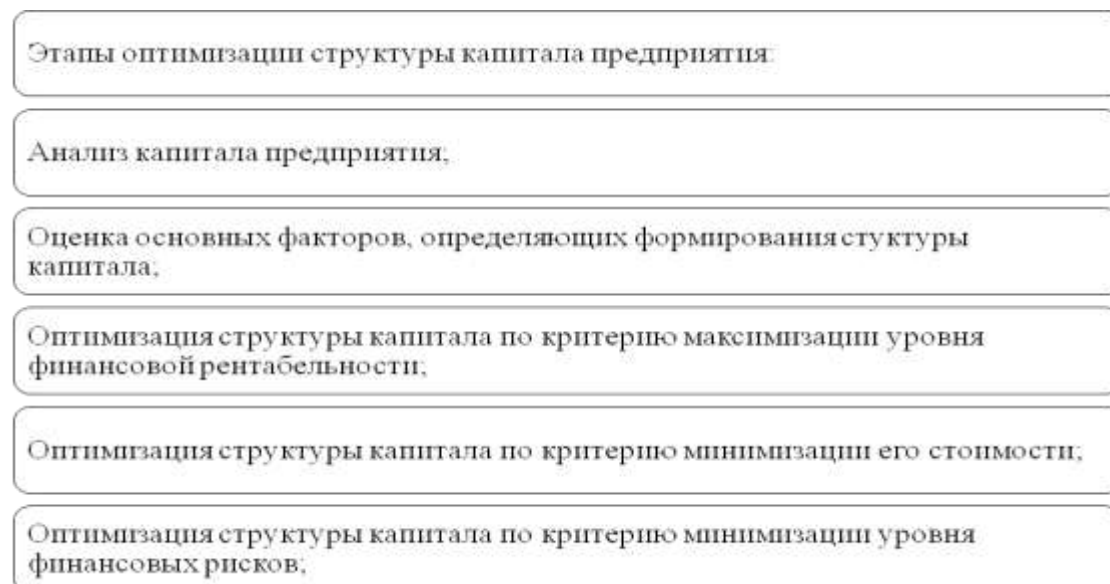 Этапы оптимизации структуры капитала предприятия:
Анализ капитала предприятия;
Оценка основных факторов, определяющих формирования стуктуры
капитала;
Оптимизация структуры капитала по критерию максимизации уровня
финансовой рентабельности;
Оптимизация структуры капитала по критерию минимизации его стоимости;
Оптимизация структуры капитала по критерию минимизации уровня
финансовых рисков;